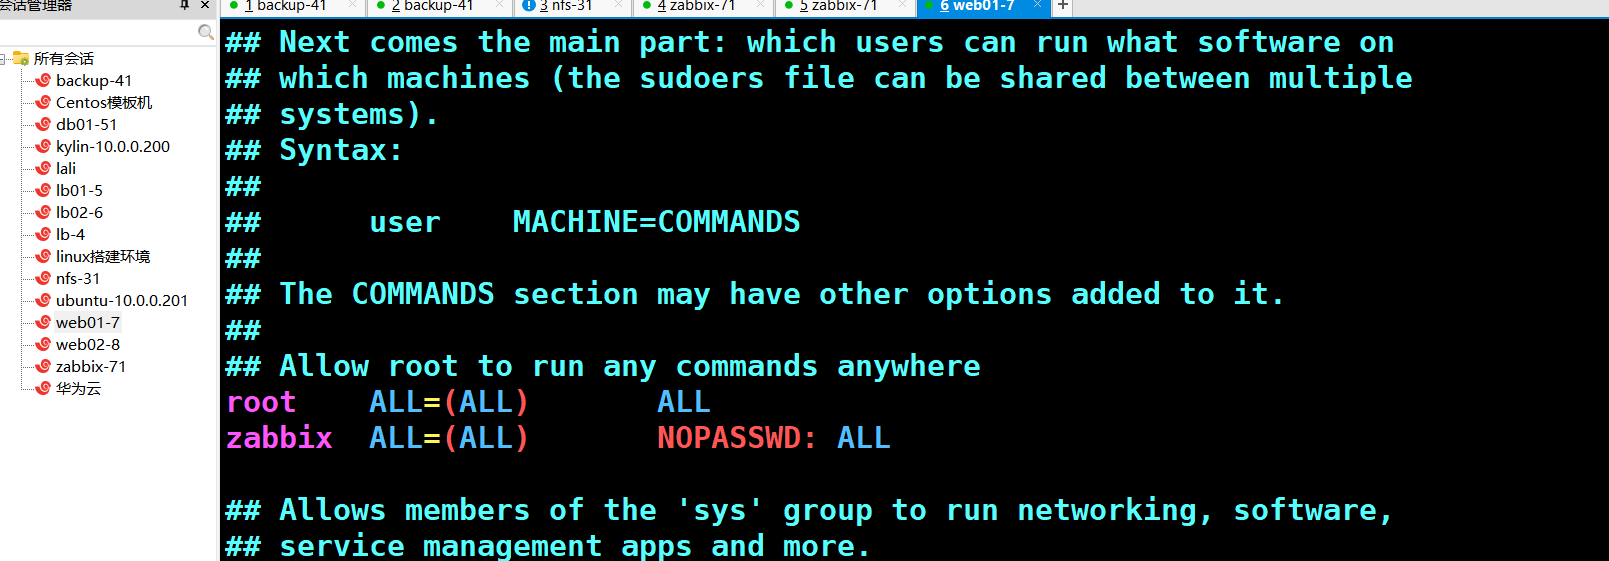 会话管理器
1 backup-41
2 backup-41
3 nfs-31
4 zabbix-71
5 zabbix-71
6 web01-7
所有会话
backup-41
Centos模板机
db01-51
kylin-10.0.0.200
lali
lb01-5
lb02-6
lb-4
linux搭建环境
nfs-31
ubuntu-10.0.0.201
web01-7
web02-8
zabbix-71
华为云
## Next comes the main part: which users can run what software on
## which machines (the sudoers file can be shared between multiple
## systems).
## Syntax:
##
##      user    MACHINE=COMMANDS
##
## The COMMANDS section may have other options added to it.
##
## Allow root to run any commands anywhere
root    ALL=(ALL)       ALL
zabbix  ALL=(ALL)       NOPASSWD: ALL
## Allows members of the 'sys' group to run networking, software,
## service management apps and more.